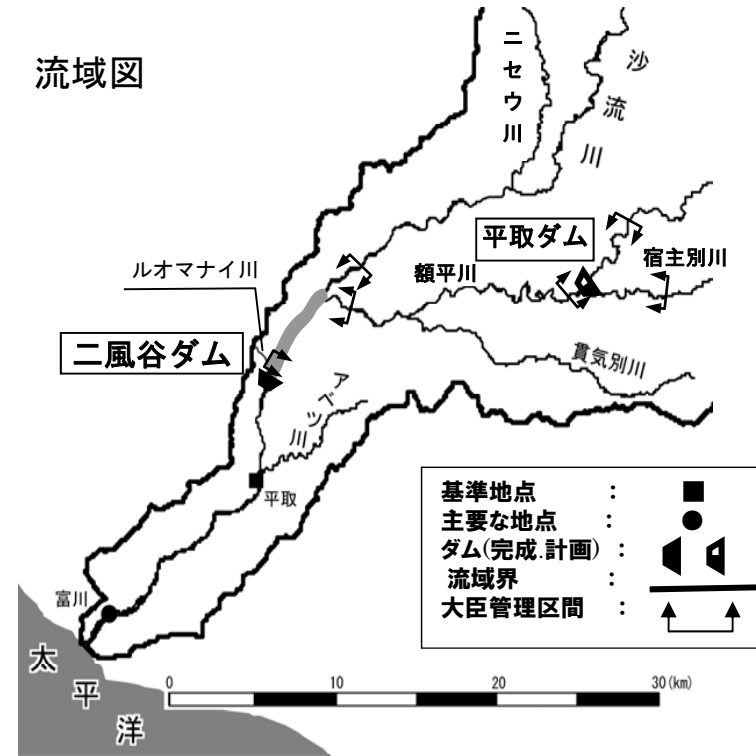 流域図
ニセウ川
沙流川
平取ダム
宿主別川
額平川
ルオマナイ川
二風谷ダム
貫気別川
アベツ川
平取
富川
太平洋
基準地点 : ■
主要な地点 : ●
ダム(完成.計画) :
流域界 :
大臣管理区間 :
0 10 20 30(km)